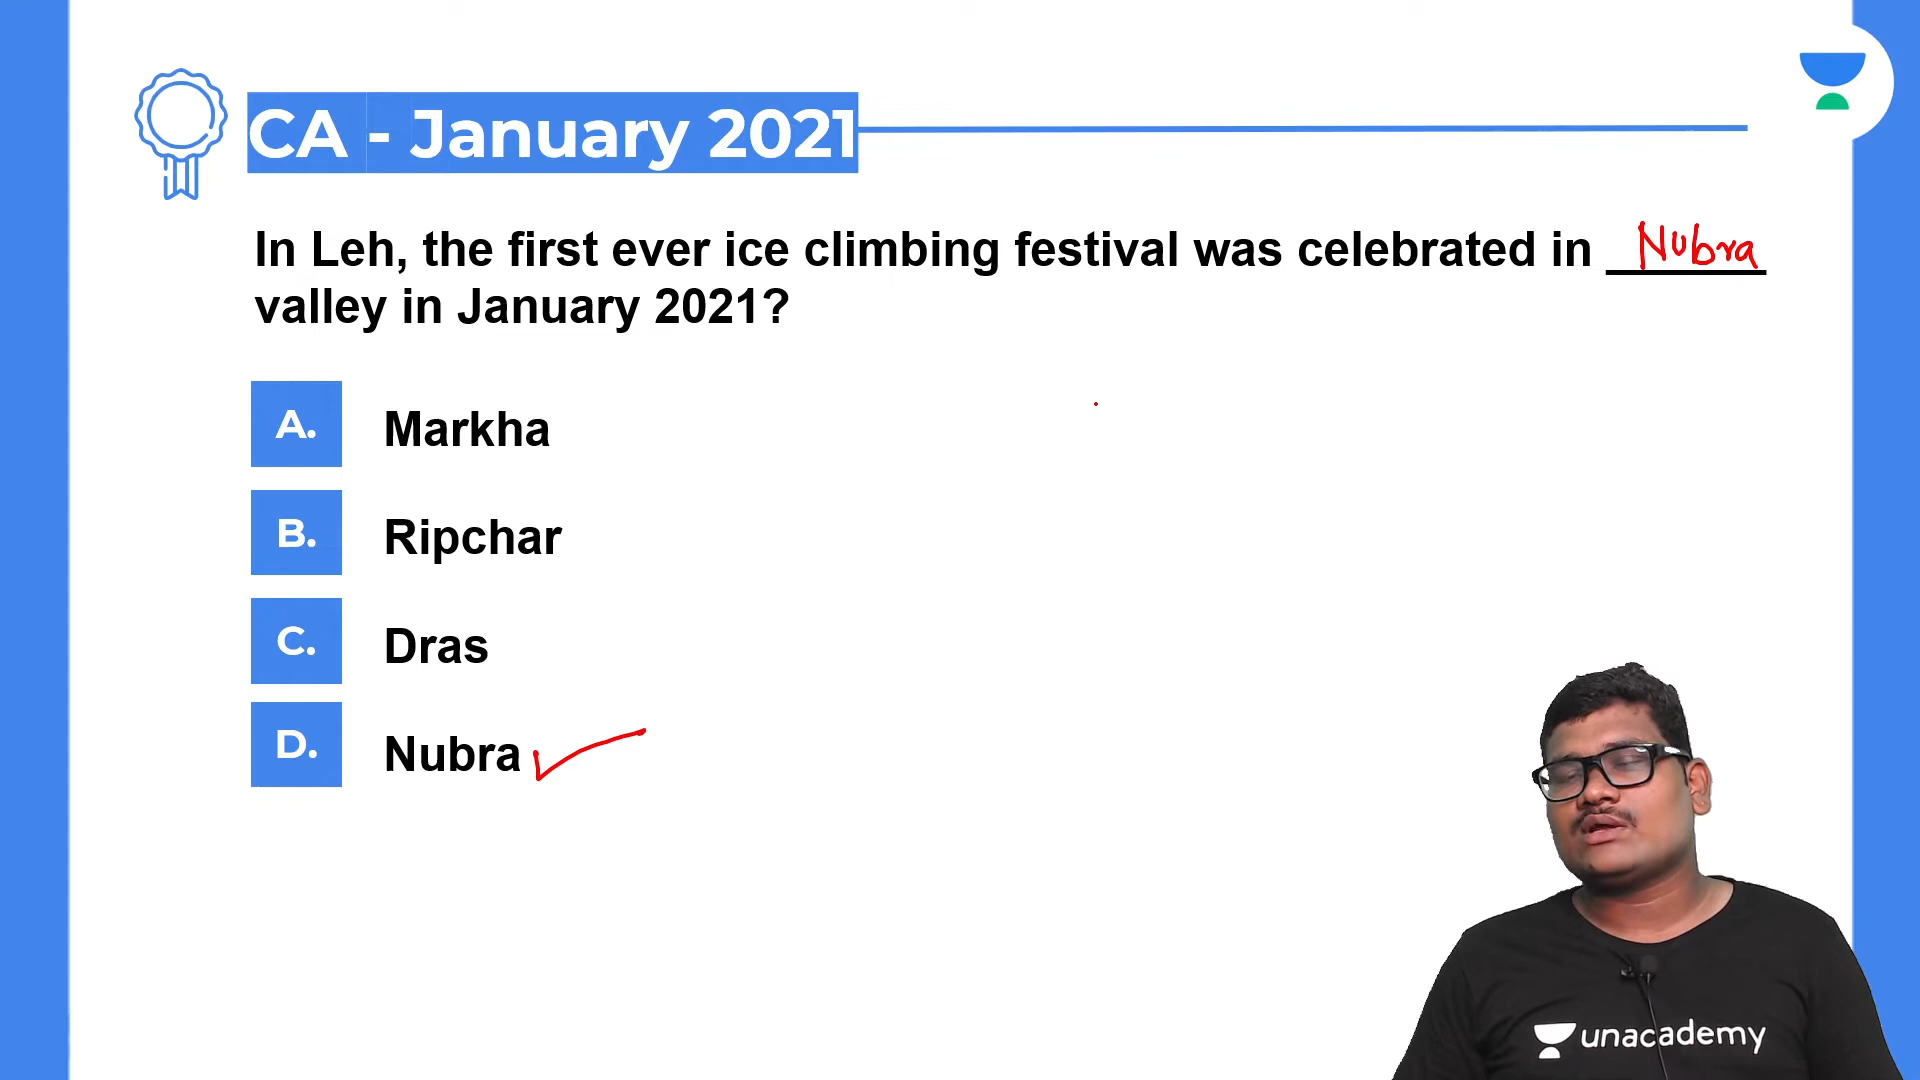 CA - January 2021
In Leh, the first ever ice climbing festival was celebrated in Nubra
valley in January 2021?
A. Markha
B. Ripchar
C. Dras
D. Nubra
unacademy